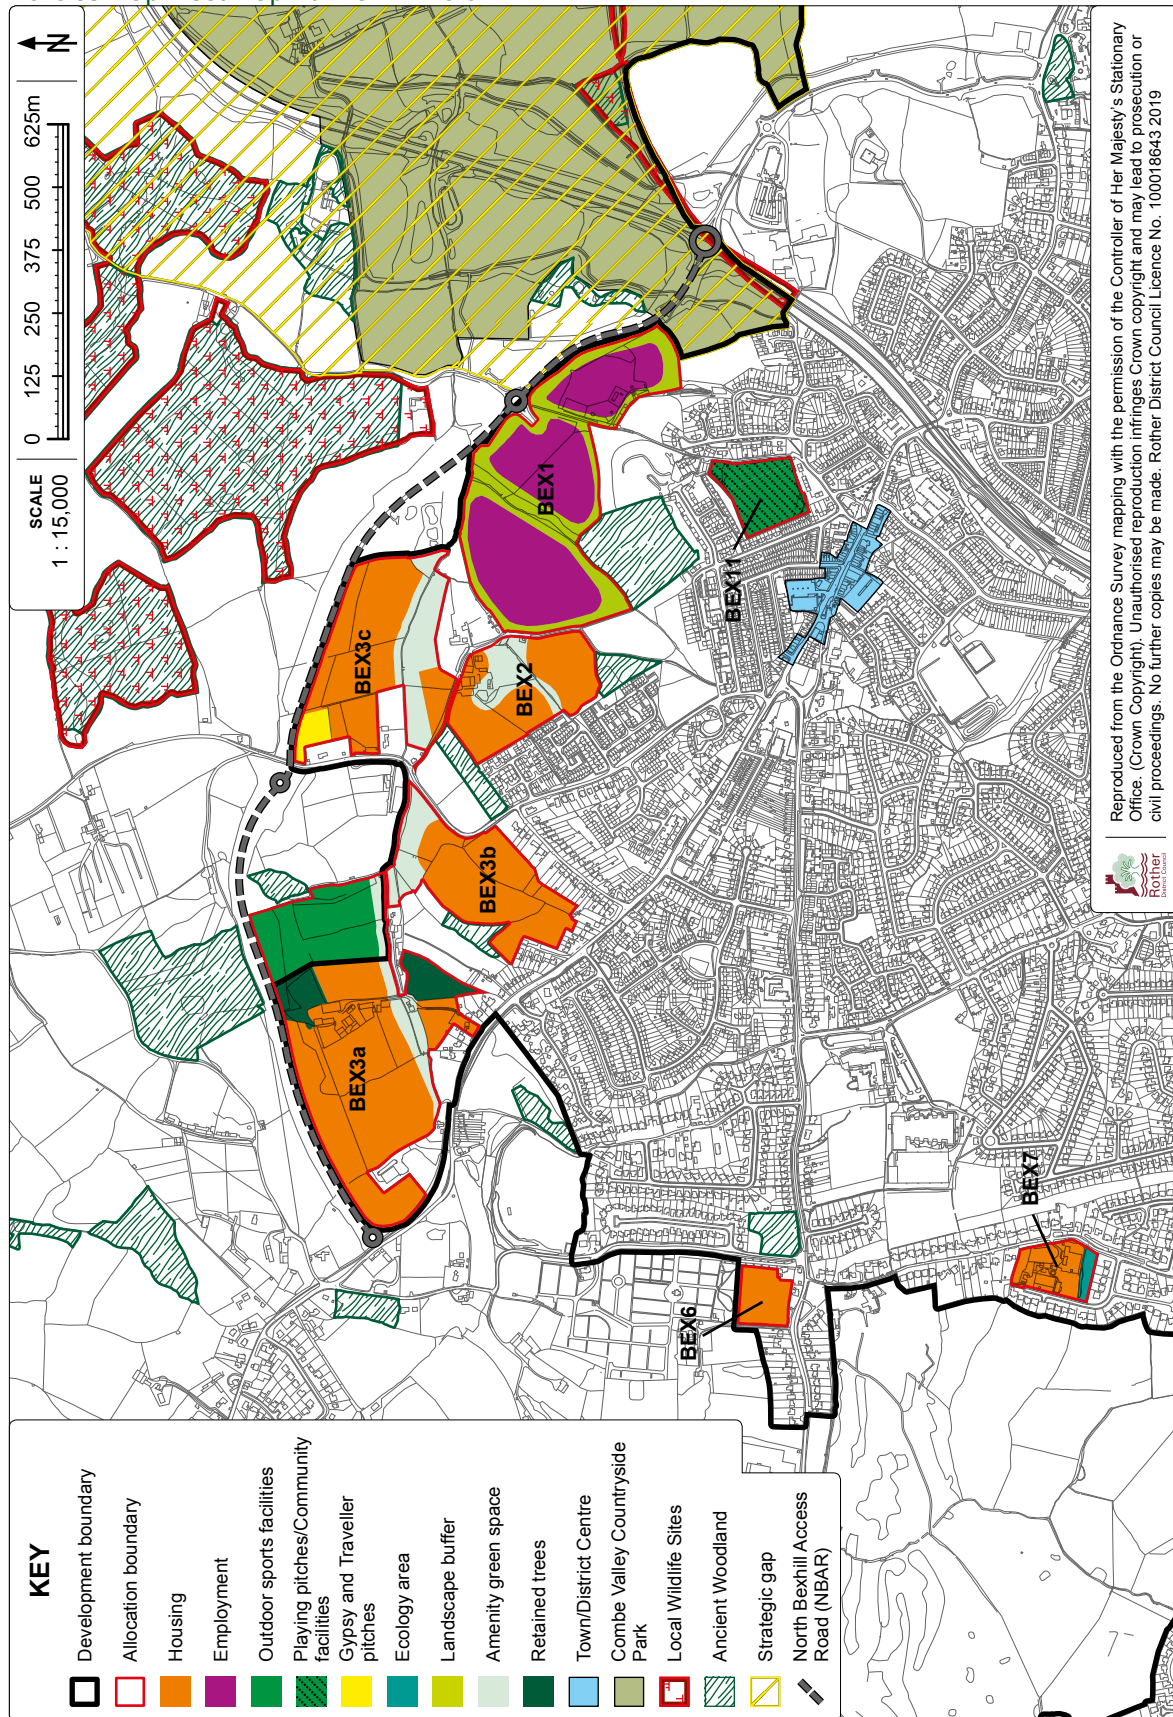 KEY
Development boundary
Allocation boundary
Housing
Employment
Outdoor sports facilities
Playing pitches/Community
facilities
Gypsy and Traveller
pitches
Ecology area
Landscape buffer
Amenity green space
Retained trees
Town/District Centre
Combe Valley Countryside
Park
Local Wildlife Sites
Ancient Woodland
Strategic gap
North Bexhill Access
Road (NBAR)
BEX3a
BEX3b
BEX3c
BEX2
BEX1
BEX11
BEX6
BEX7
SCALE
1 : 15,000
0 125 250 375 500 625m
N
Rother
District Council
Reproduced from the Ordnance Survey mapping with the permission of the Controller of Her Majesty's Stationary
Office. (Crown Copyright). Unauthorised reproduction infringes Crown copyright and may lead to prosecution or
civil proceedings. No further copies may be made. Rother District Council Licence No. 100018643 2019